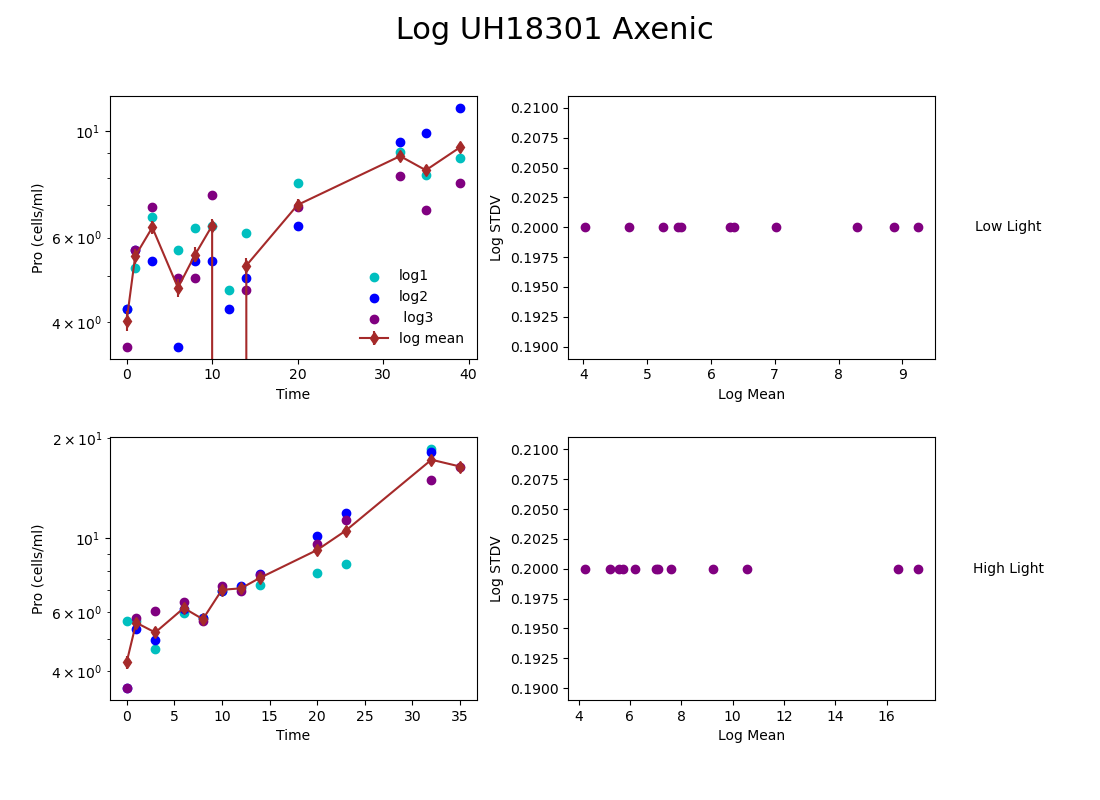 Log UH18301 Axenic
Pro (cells/ml)
10^1
6 × 10^0
4 × 10^0
0 10 20 30 40
Time
log1
log2
log3
log mean
Log STDV
0.2100
0.2075
0.2050
0.2025
0.2000
0.1975
0.1950
0.1925
0.1900
4 5 6 7 8 9
Log Mean
Low Light
Pro (cells/ml)
2 × 10^1
10^1
6 × 10^0
4 × 10^0
0 5 10 15 20 25 30 35
Time
Log STDV
0.2100
0.2075
0.2050
0.2025
0.2000
0.1975
0.1950
0.1925
0.1900
4 6 8 10 12 14 16
Log Mean
High Light